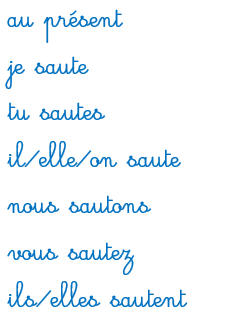 au présent
je saute
tu sautes
il/elle/on saute
nous sautons
vous sautez
ils/elles sautent